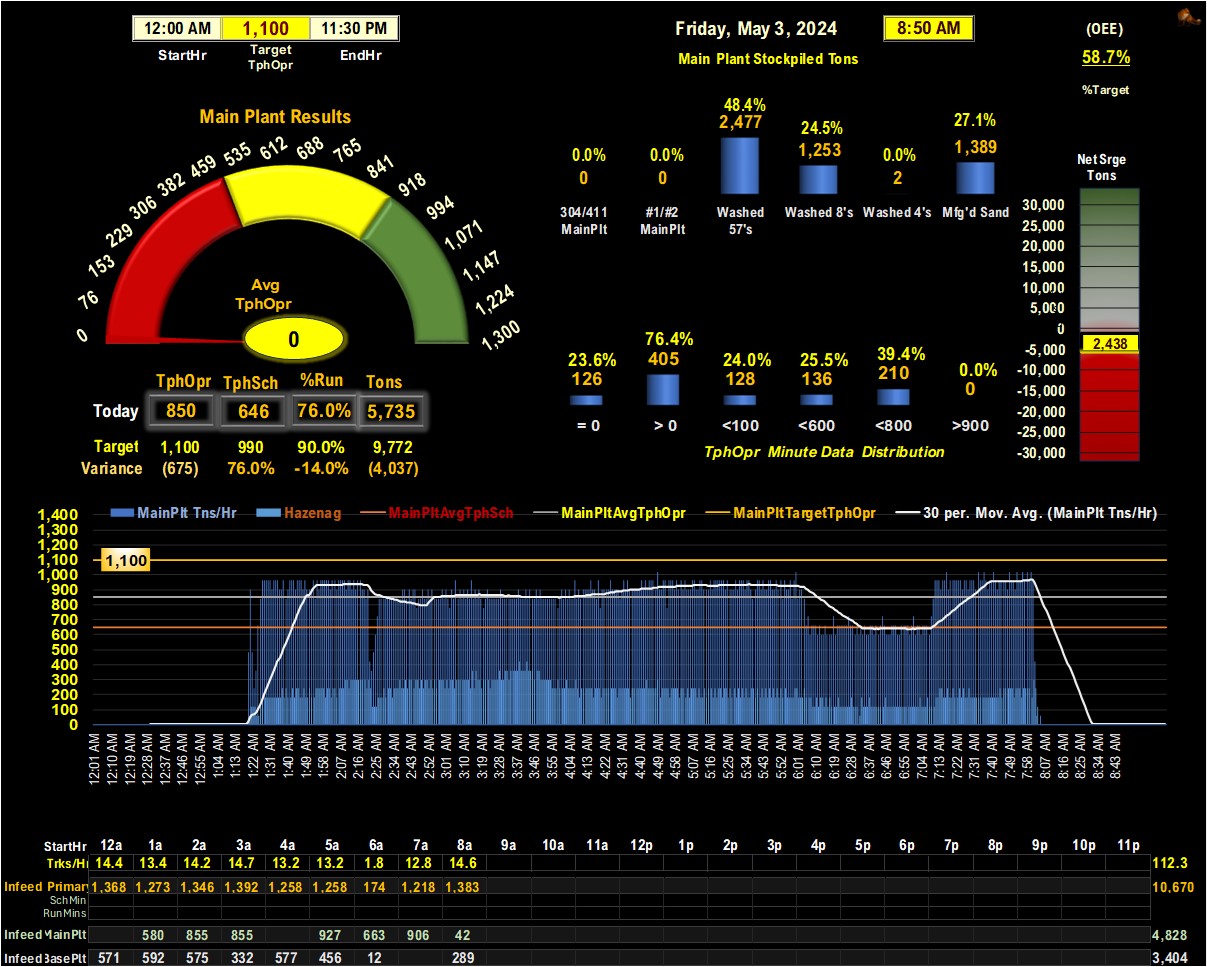 12:00 AM 1,100 11:30 PM
StartHr Target TphOpr EndHr
Friday, May 3, 2024 8:50 AM
Main Plant Stockpiled Tons
(OEE)
58.7%
%Target
Main Plant Results
0 76 153 229 306 382 459 535 612 688 765 841 918 994 1,071 1,147 1,224 1,300
Avg
TphOpr
0
TphOpr TphSch %Run Tons
Today 850 646 76.0% 5,735
Target 1,100 990 90.0% 9,772
Variance (675) 76.0% -14.0% (4,037)
0.0% 0.0% 48.4% 24.5% 0.0% 27.1%
0 0 2,477 1,253 2 1,389
304/411 #1/#2 Washed Washed 8's Washed 4's Mfg'd Sand
MainPlt MainPlt 57's
23.6% 76.4% 24.0% 25.5% 39.4% 0.0%
126 405 128 136 210 0
= 0 > 0 <100 <600 <800 >900
TphOpr Minute Data Distribution
Net Srge
Tons
30,000
25,000
20,000
15,000
10,000
5,000
0
2,438
-5,000
-10,000
-15,000
-20,000
-25,000
-30,000
MainPlt Tns/Hr Hazenag MainPltAvgTphSch MainPltAvgTphOpr MainPltTargetTphOpr 30 per. Mov. Avg. (MainPlt Tns/Hr)
1,400
1,300
1,200
1,100
1,100
1,000
900
800
700
600
500
400
300
200
100
0
12:01 AM 12:10 AM 12:19 AM 12:28 AM 12:37 AM 12:46 AM 12:55 AM 1:04 AM 1:13 AM 1:22 AM 1:31 AM 1:40 AM 1:49 AM 1:58 AM 2:07 AM 2:16 AM 2:25 AM 2:34 AM 2:43 AM 2:52 AM 3:01 AM 3:10 AM 3:19 AM 3:28 AM 3:37 AM 3:46 AM 3:55 AM 4:04 AM 4:13 AM 4:22 AM 4:31 AM 4:40 AM 4:49 AM 4:58 AM 5:07 AM 5:16 AM 5:25 AM 5:34 AM 5:43 AM 5:52 AM 6:01 AM 6:10 AM 6:19 AM 6:28 AM 6:37 AM 6:46 AM 6:55 AM 7:04 AM 7:13 AM 7:22 AM 7:31 AM 7:40 AM 7:49 AM 7:58 AM 8:07 AM 8:16 AM 8:25 AM 8:34 AM 8:43 AM
StartHr 12a 1a 2a 3a 4a 5a 6a 7a 8a 9a 10a 11a 12p 1p 2p 3p 4p 5p 6p 7p 8p 9p 10p 11p
Trks/Hr 14.4 13.4 14.2 14.7 13.2 13.2 1.8 12.8 14.6 112.3
Infeed Primary 1,368 1,273 1,346 1,392 1,258 1,258 174 1,218 1,383 10,670
SchMin
RunMins
Infeed MainPlt 580 855 855 927 663 906 42 4,828
Infeed BasePlt 571 592 575 332 577 456 12 289 3,404